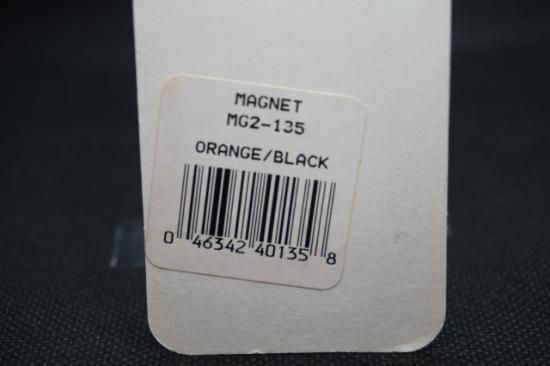 MAGNET
MG2-135
ORANGE/BLACK
0 46342 40135 8